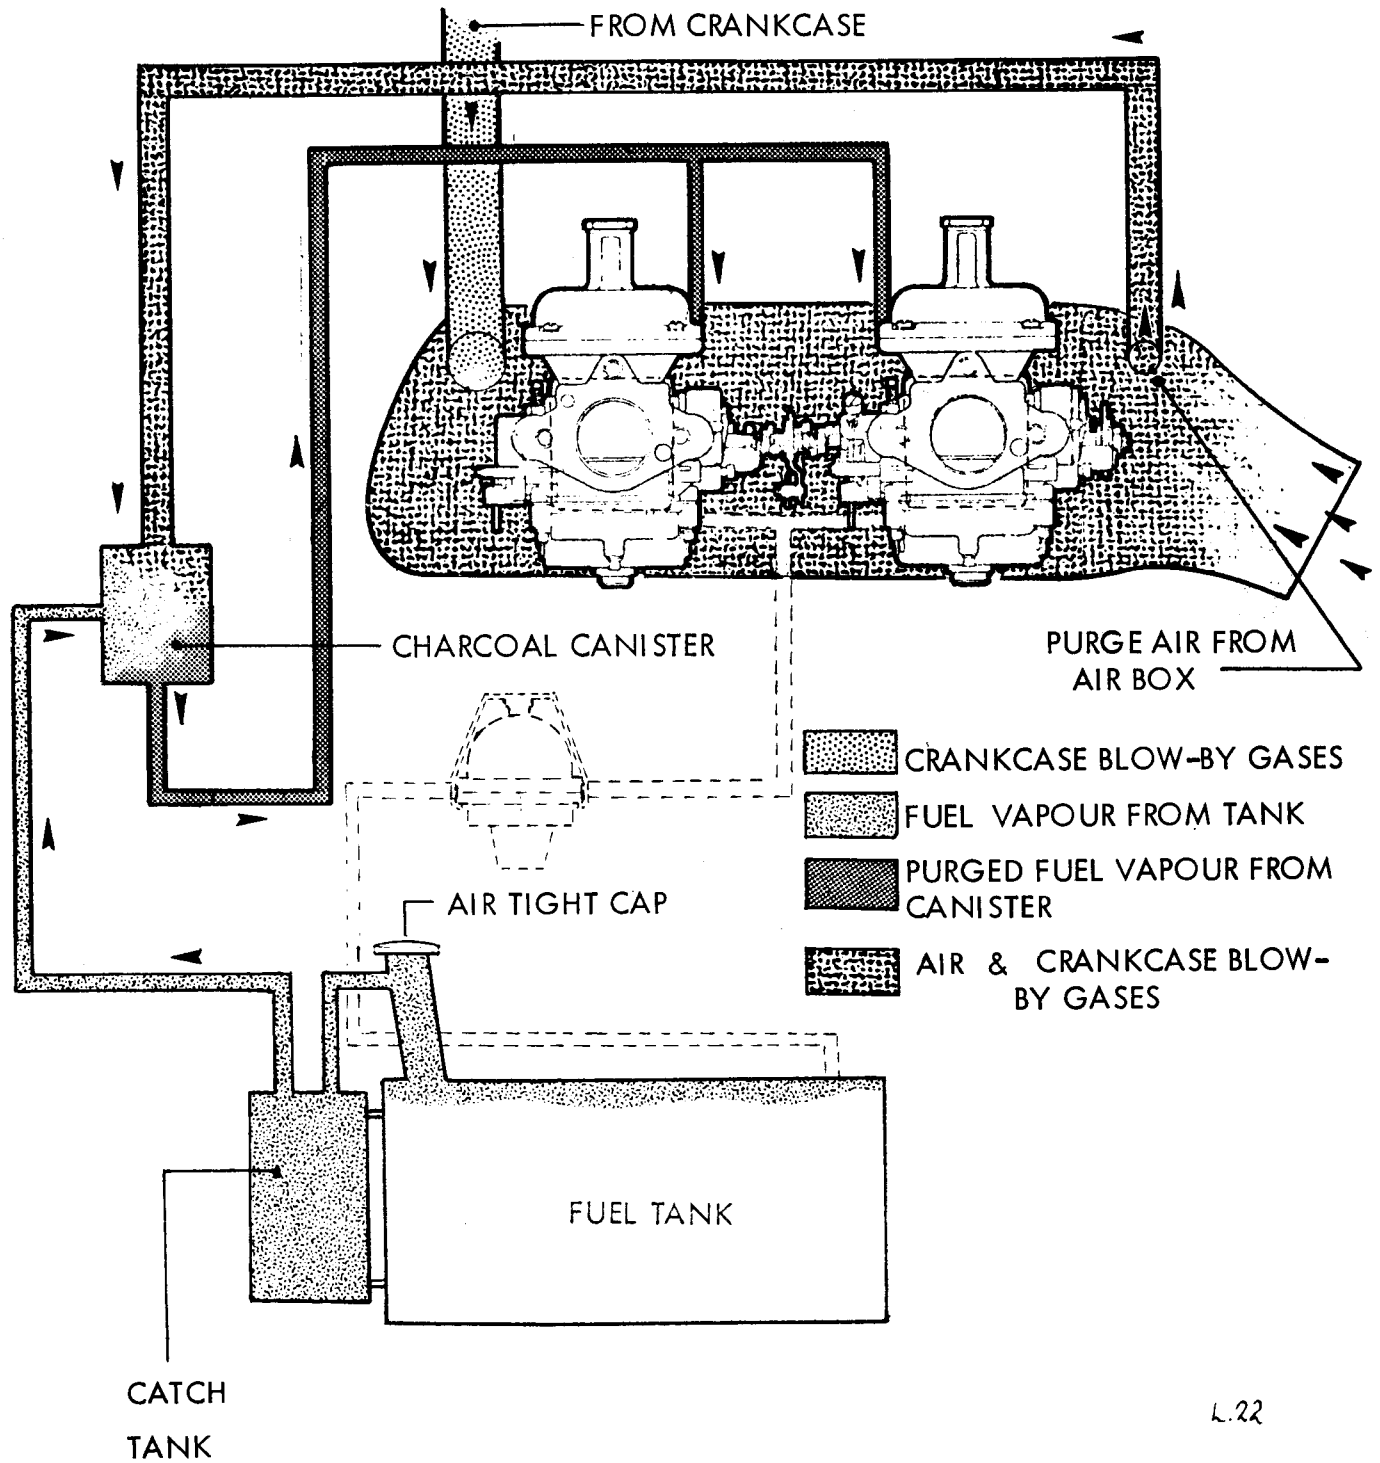 FROM CRANKCASE
CHARCOAL CANISTER
PURGE AIR FROM
AIR BOX
CRANKCASE BLOW-BY GASES
FUEL VAPOUR FROM TANK
PURGED FUEL VAPOUR FROM
CANISTER
AIR & CRANKCASE BLOW-
BY GASES
AIR TIGHT CAP
FUEL TANK
CATCH
TANK
L.22